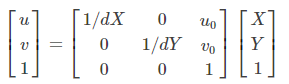 u = 1/dX 0 u₀ X
v 0 1/dY v₀ Y
1 0 0 1 1